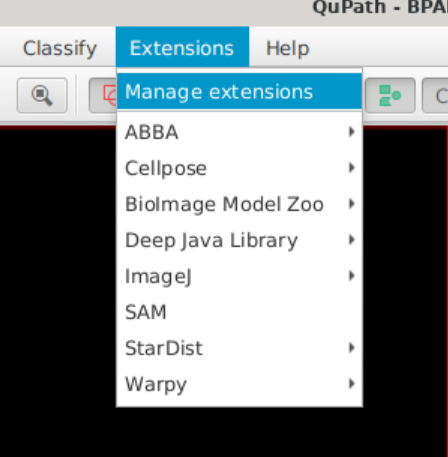 QuPath - BPA
Classify Extensions Help
Manage extensions
C
ABBA
Cellpose
BioImage Model Zoo
Deep Java Library
ImageJ
SAM
StarDist
Warpy